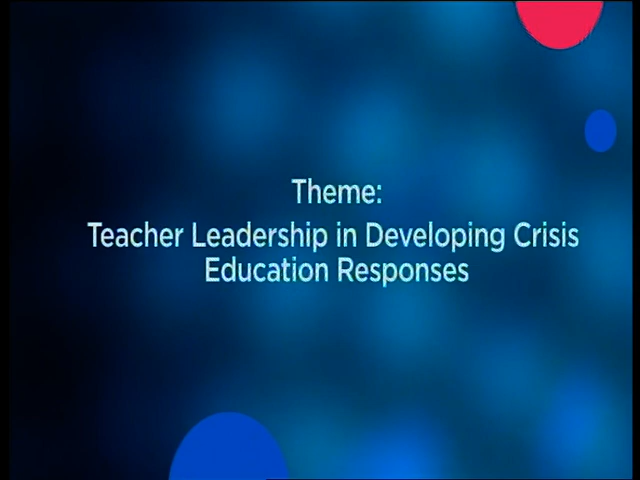 Theme:
Teacher Leadership in Developing Crisis
Education Responses